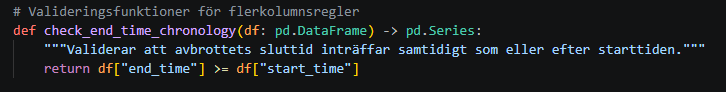 # Valideringsfunktioner för flerkolumnsregler
def check_end_time_chronology(df: pd.DataFrame) -> pd.Series:
    """Validerar att avbrottets sluttid inträffar samtidigt som eller efter starttiden."""
    return df["end_time"] >= df["start_time"]